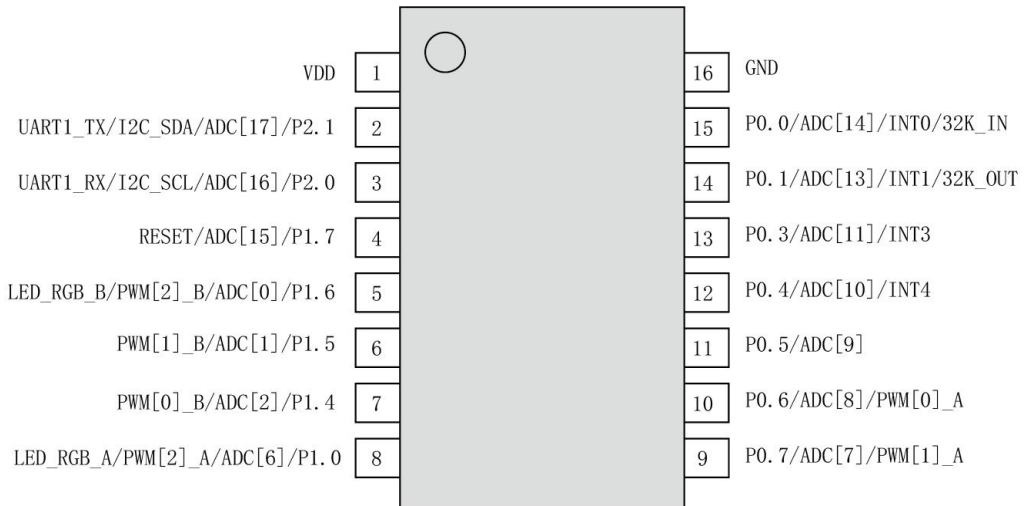 VDD 1 16 GND
UART1_TX/I2C_SDA/ADC[17]/P2.1 2 15 P0.0/ADC[14]/INT0/32K_IN
UART1_RX/I2C_SCL/ADC[16]/P2.0 3 14 P0.1/ADC[13]/INT1/32K_OUT
RESET/ADC[15]/P1.7 4 13 P0.3/ADC[11]/INT3
LED_RGB_B/PWM[2]_B/ADC[0]/P1.6 5 12 P0.4/ADC[10]/INT4
PWM[1]_B/ADC[1]/P1.5 6 11 P0.5/ADC[9]
PWM[0]_B/ADC[2]/P1.4 7 10 P0.6/ADC[8]/PWM[0]_A
LED_RGB_A/PWM[2]_A/ADC[6]/P1.0 8 9 P0.7/ADC[7]/PWM[1]_A